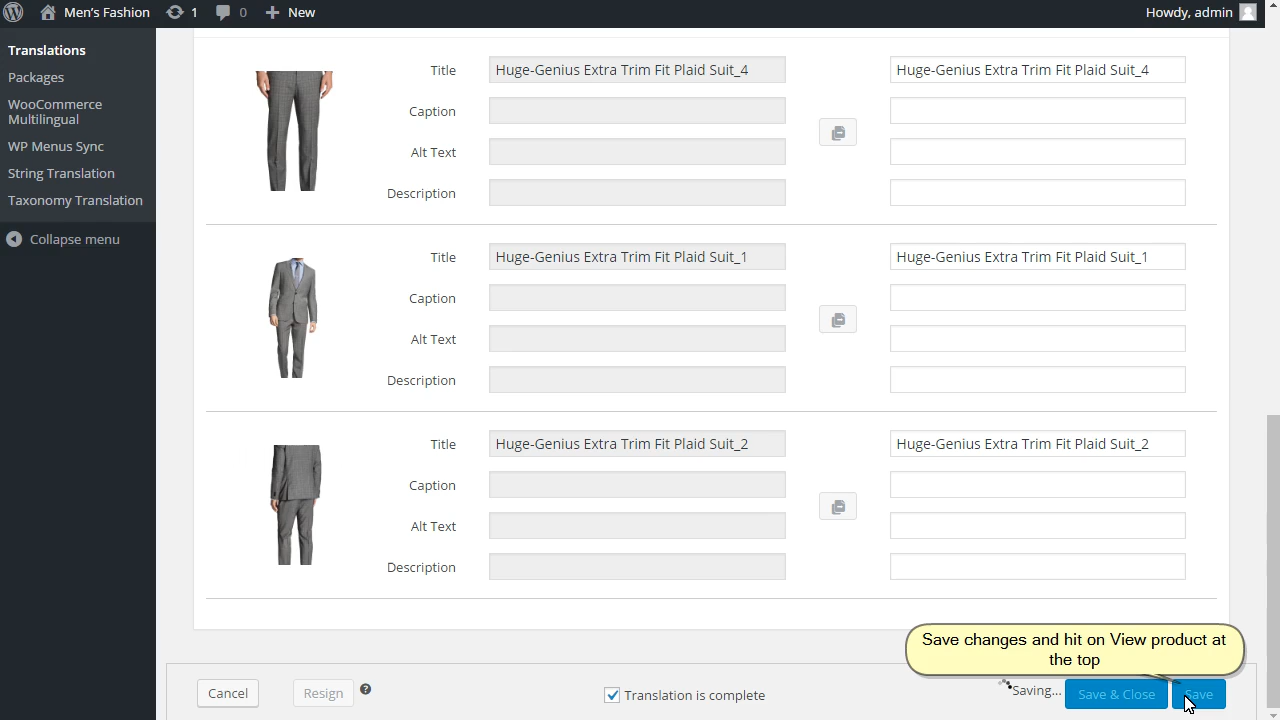 Men's Fashion 1 0 New Howdy, admin
Translations
Packages
WooCommerce
Multilingual
WP Menus Sync
String Translation
Taxonomy Translation
Collapse menu
Title Huge-Genius Extra Trim Fit Plaid Suit_4 Huge-Genius Extra Trim Fit Plaid Suit_4
Caption
Alt Text
Description
Title Huge-Genius Extra Trim Fit Plaid Suit_1 Huge-Genius Extra Trim Fit Plaid Suit_1
Caption
Alt Text
Description
Title Huge-Genius Extra Trim Fit Plaid Suit_2 Huge-Genius Extra Trim Fit Plaid Suit_2
Caption
Alt Text
Description
Save changes and hit on View product at
the top
Cancel Resign ? Translation is complete Saving... Save & Close Save